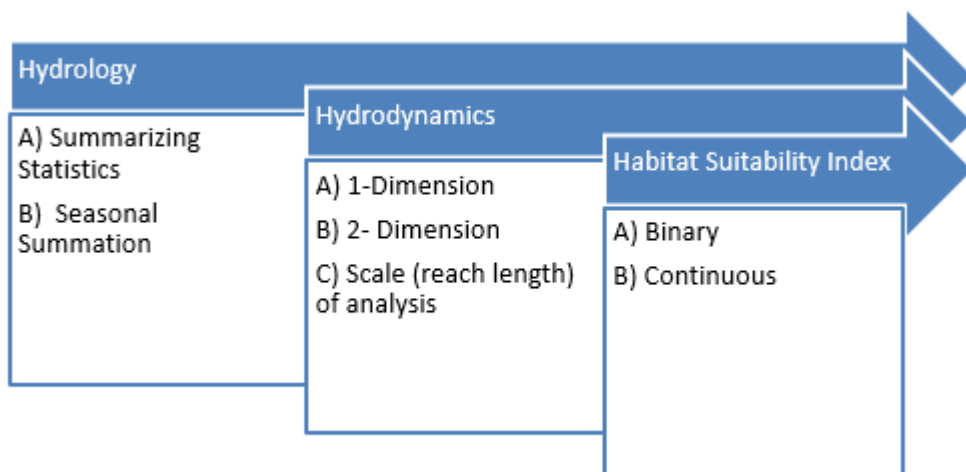 Hydrology
A) Summarizing
Statistics
B)  Seasonal
Summation
Hydrodynamics
A) 1-Dimension
B) 2- Dimension
C) Scale (reach length)
of analysis
Habitat Suitability Index
A) Binary
B) Continuous